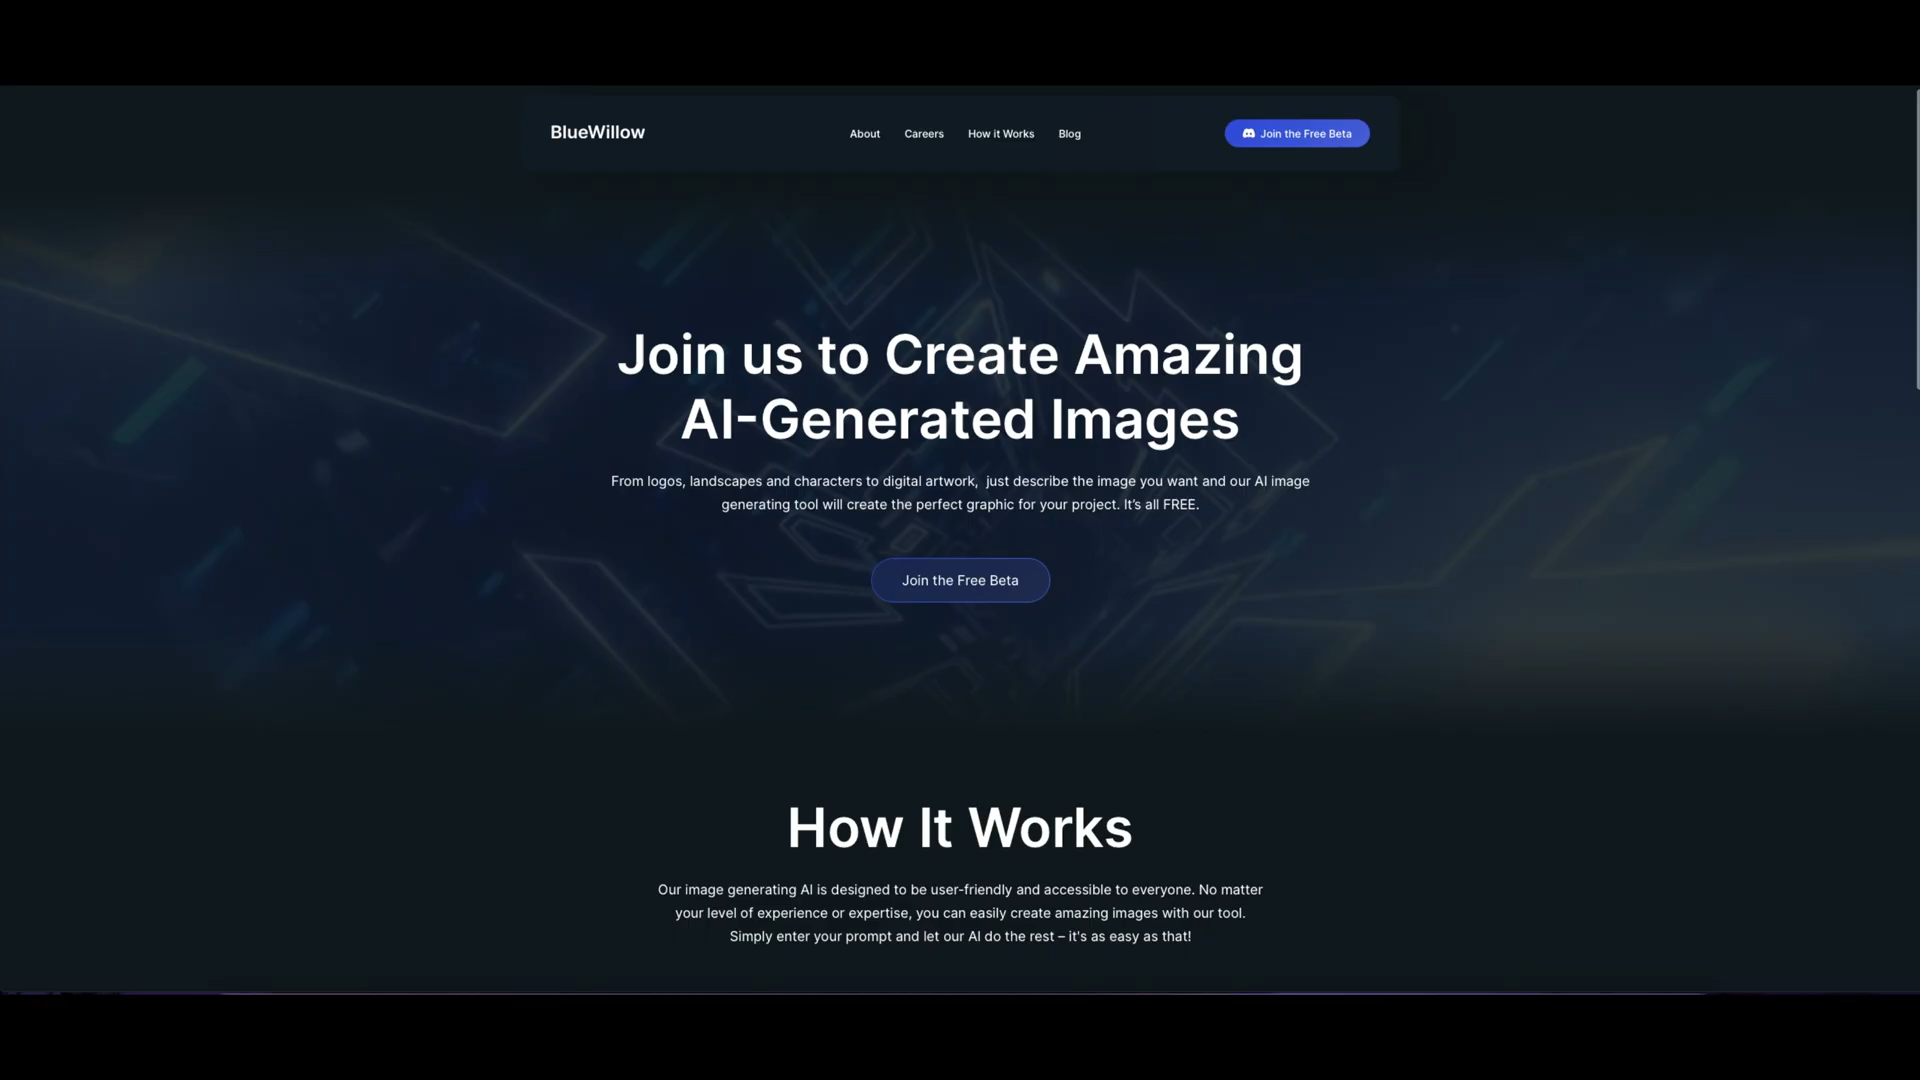 BlueWillow
About
Careers
How it Works
Blog
Join the Free Beta
Join us to Create Amazing
AI-Generated Images
From logos, landscapes and characters to digital artwork,  just describe the image you want and our AI image
generating tool will create the perfect graphic for your project. It’s all FREE.
Join the Free Beta
How It Works
Our image generating AI is designed to be user-friendly and accessible to everyone. No matter
your level of experience or expertise, you can easily create amazing images with our tool.
Simply enter your prompt and let our AI do the rest – it's as easy as that!